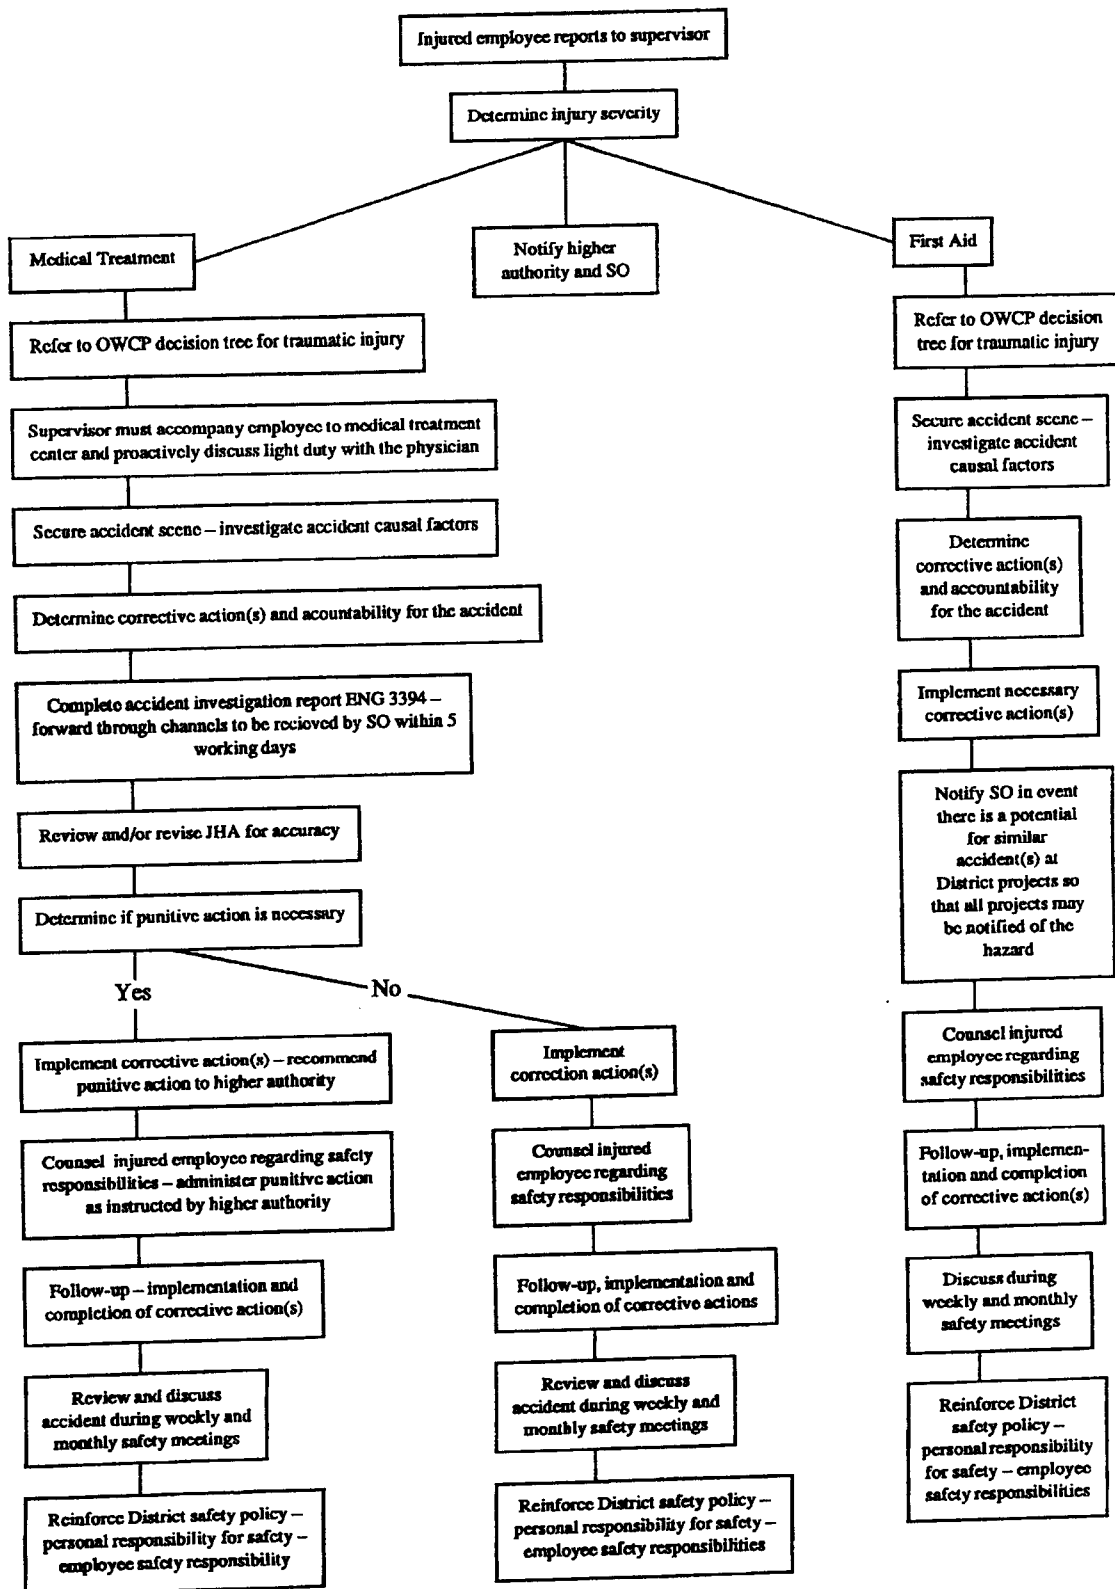 Injured employee reports to supervisor
Determine injury severity
Medical Treatment
Notify higher
authority and SO
First Aid
Refer to OWCP decision tree for traumatic injury
Supervisor must accompany employee to medical treatment
center and proactively discuss light duty with the physician
Secure accident scene – investigate accident causal factors
Determine corrective action(s) and acountability for the accident
Complete accident investigation report ENG 3394 –
forward through channels to be recieved by SO within 5
working days
Review and/or revise JHA for accuracy
Determine if punitive action is necessary
Yes
No
Implement corrective action(s) – recommend
punitive action to higher authority
Counsel injured employee regarding safety
responsibilities – administer punitive action
as instructed by higher authority
Follow-up – implementation and
completion of corrective action(s)
Review and discuss
accident during weekly and
monthly safety meetings
Reinforce District safety policy –
personal responsibility for safety –
employee safety responsibility
Implement
correction action(s)
Counsel injured
employee regarding
safety responsibilities
Follow-up, implementation and
completion of corrective actions
Review and discuss
accident during weekly and
monthly safety meetings
Reinforce District safety policy –
personal responsibility for safety –
employee safety responsibilities
Refer to OWCP decision
tree for traumatic injury
Secure accident scene –
investigate accident
causal factors
Determine
corrective action(s)
and accountability
for the accident
Implement necessary
corrective action(s)
Notify SO in event
there is a potential
for similar
accident(s) at
District projects so
that all projects may
be notified of the
hazard
Counsel injured
employee regarding
safety responsibilities
Follow-up, implemen-
tation and completion
of corrective action(s)
Discuss during
weekly and monthly
safety meetings
Reinforce District
safety policy –
personal responsibility
for safety – employee
safety responsibilities